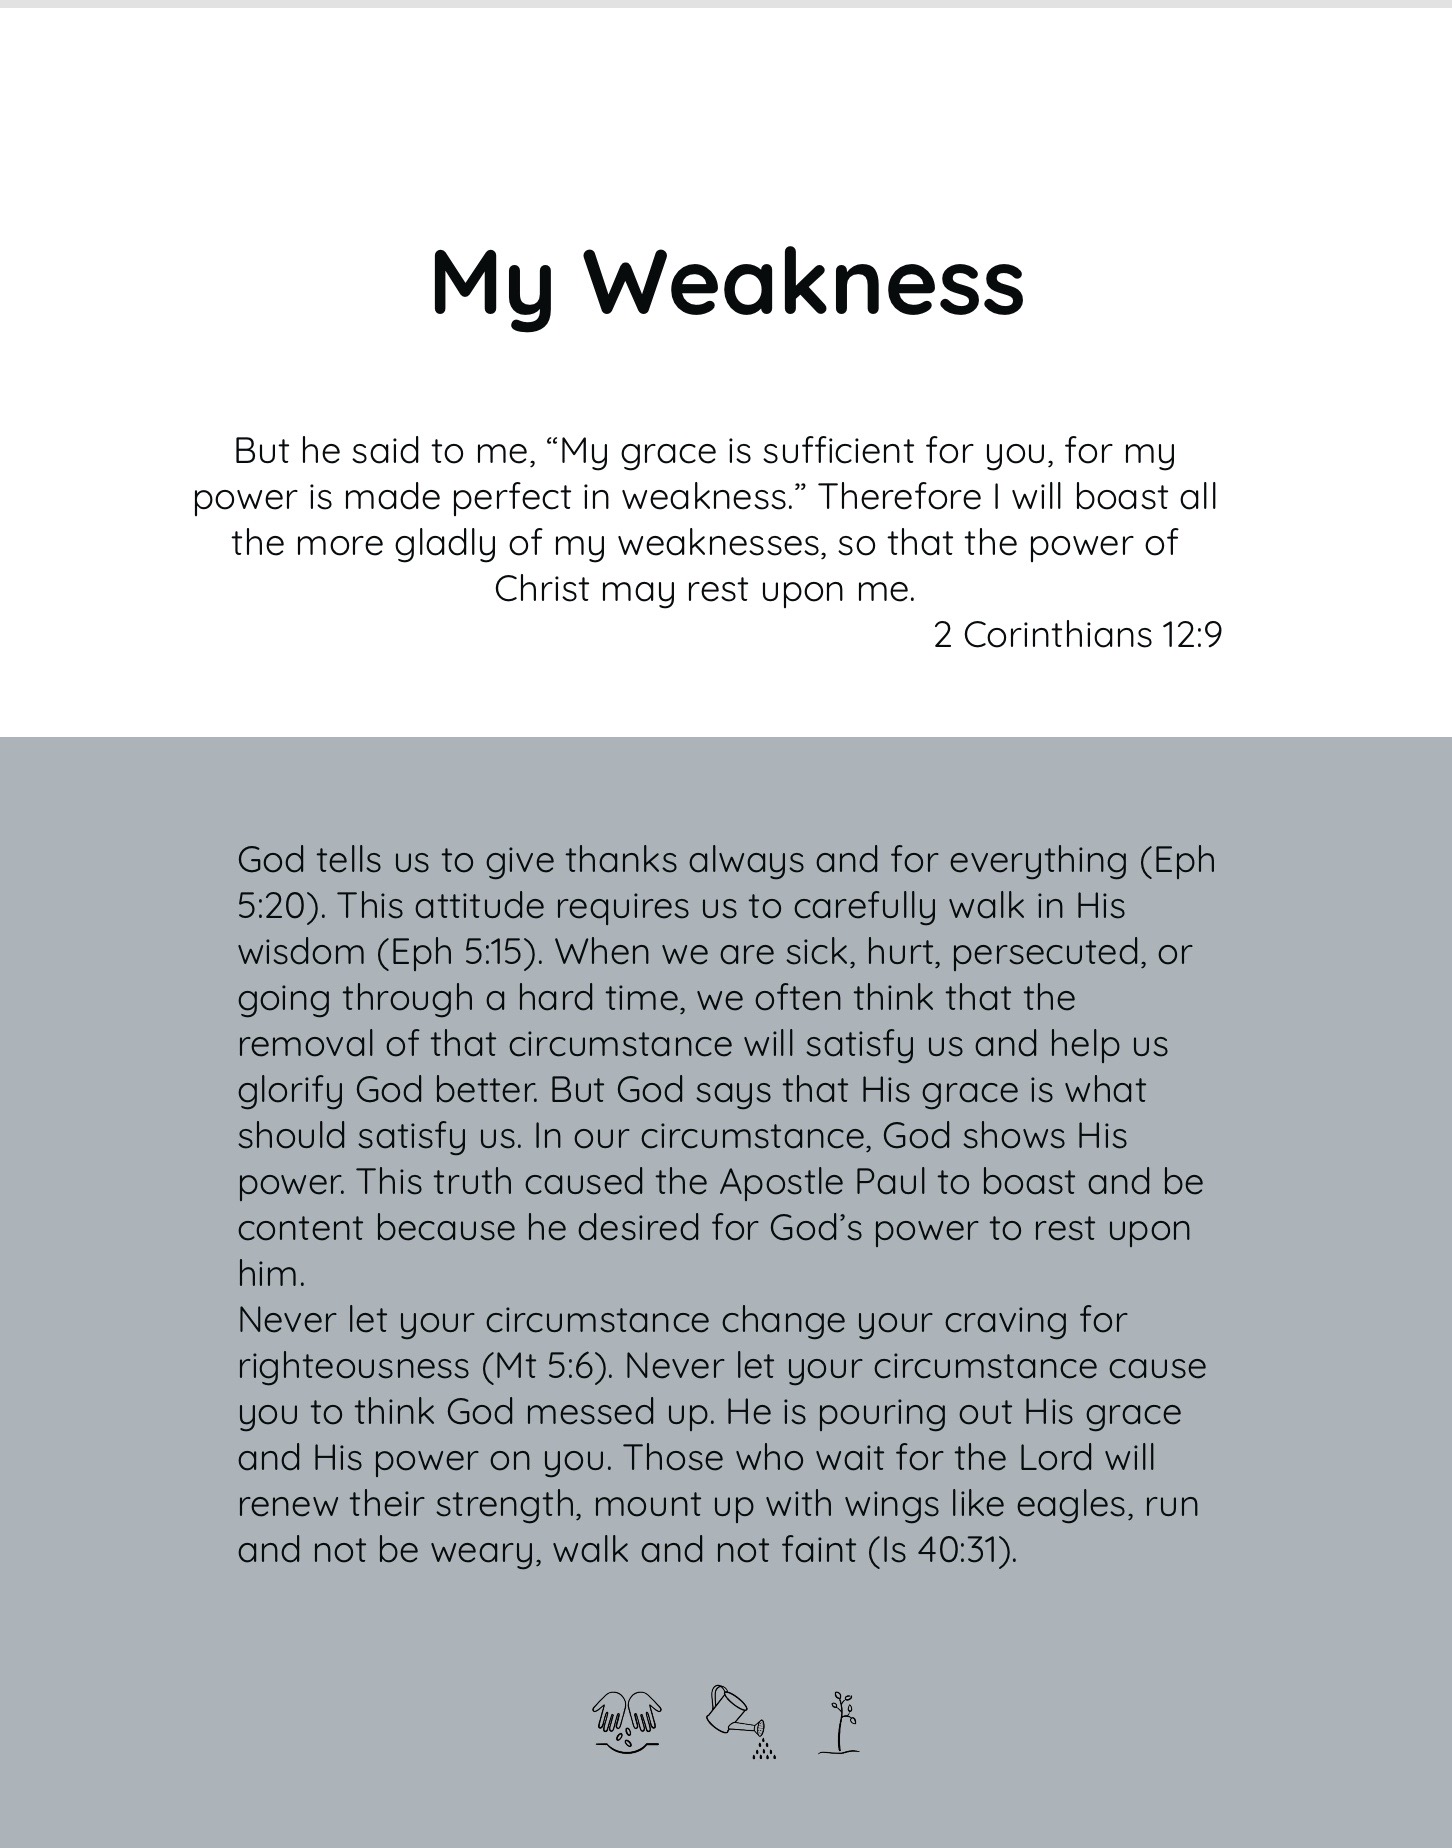 My Weakness
But he said to me, “My grace is sufficient for you, for my
power is made perfect in weakness.” Therefore I will boast all
the more gladly of my weaknesses, so that the power of
Christ may rest upon me.
2 Corinthians 12:9
God tells us to give thanks always and for everything (Eph
5:20). This attitude requires us to carefully walk in His
wisdom (Eph 5:15). When we are sick, hurt, persecuted, or
going through a hard time, we often think that the
removal of that circumstance will satisfy us and help us
glorify God better. But God says that His grace is what
should satisfy us. In our circumstance, God shows His
power. This truth caused the Apostle Paul to boast and be
content because he desired for God’s power to rest upon
him.
Never let your circumstance change your craving for
righteousness (Mt 5:6). Never let your circumstance cause
you to think God messed up. He is pouring out His grace
and His power on you. Those who wait for the Lord will
renew their strength, mount up with wings like eagles, run
and not be weary, walk and not faint (Is 40:31).